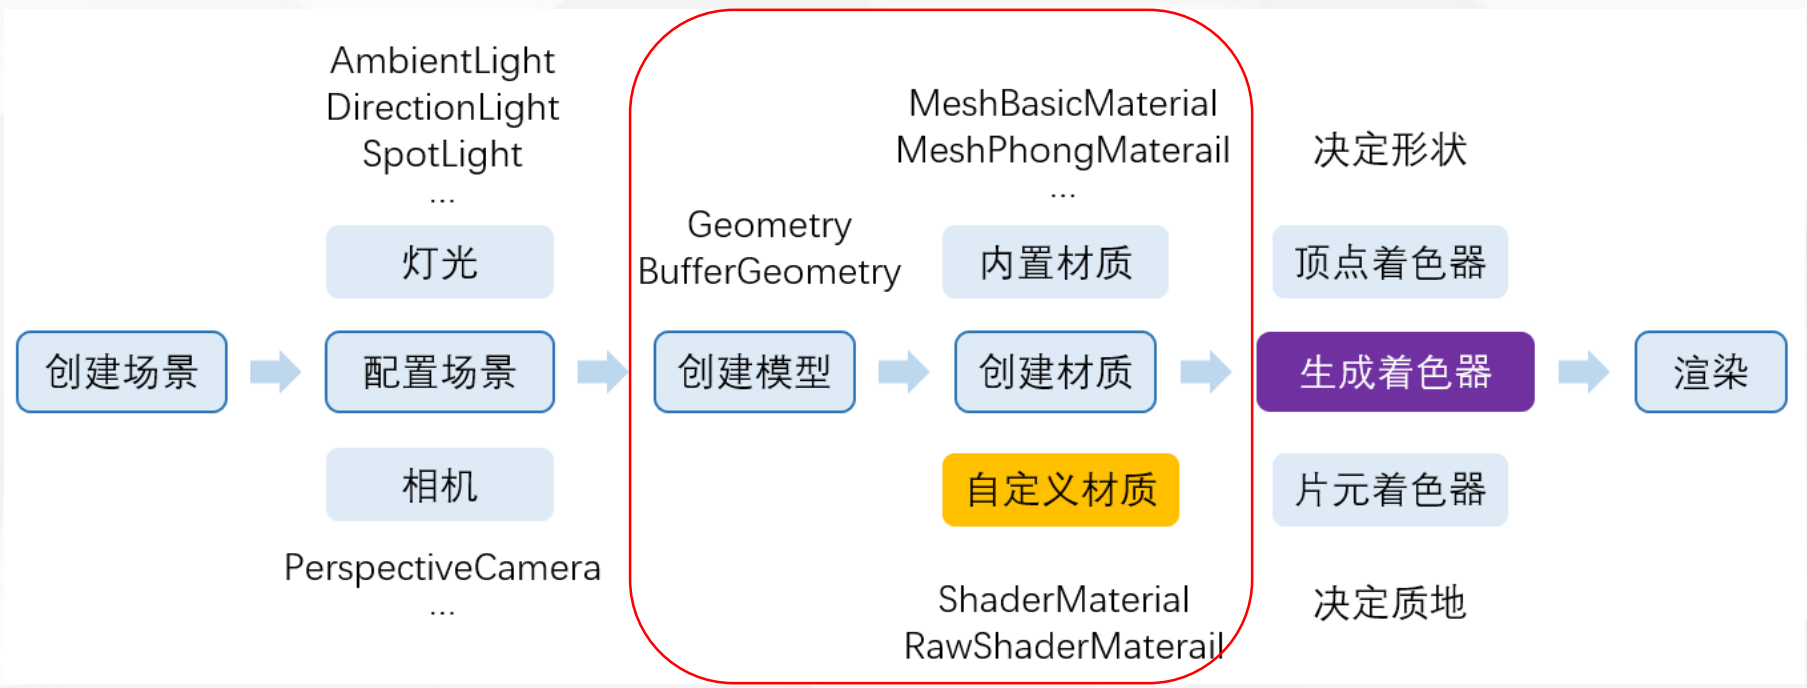 AmbientLight
DirectionLight
SpotLight
...
灯光
配置场景
相机
PerspectiveCamera
...
创建场景
Geometry
BufferGeometry
创建模型
MeshBasicMaterial
MeshPhongMaterail
...
内置材质
创建材质
自定义材质
ShaderMaterial
RawShaderMaterail
决定形状
顶点着色器
生成着色器
片元着色器
决定质地
渲染